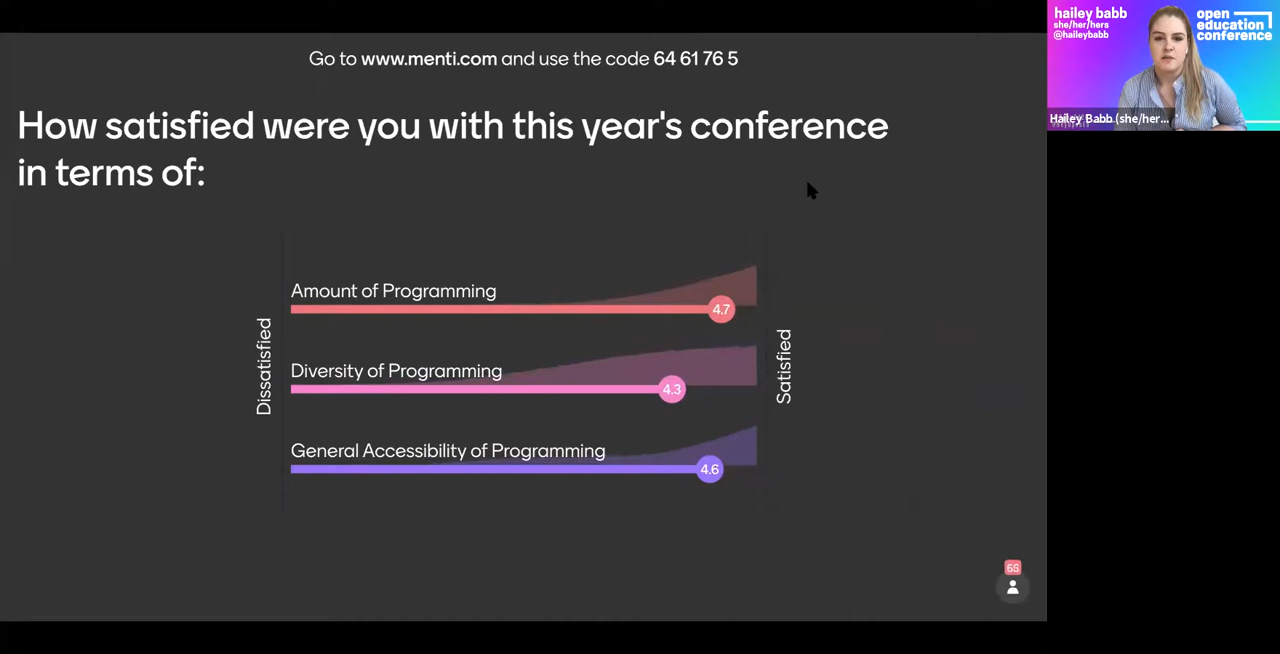 Go to www.menti.com and use the code 64 61 76 5
How satisfied were you with this year's conference
in terms of:
Dissatisfied
Amount of Programming
4.7
Diversity of Programming
4.3
General Accessibility of Programming
4.6
Satisfied
hailey babb
she/her/hers
@haileybabb
open
education
conference
Hailey Babb (she/her...